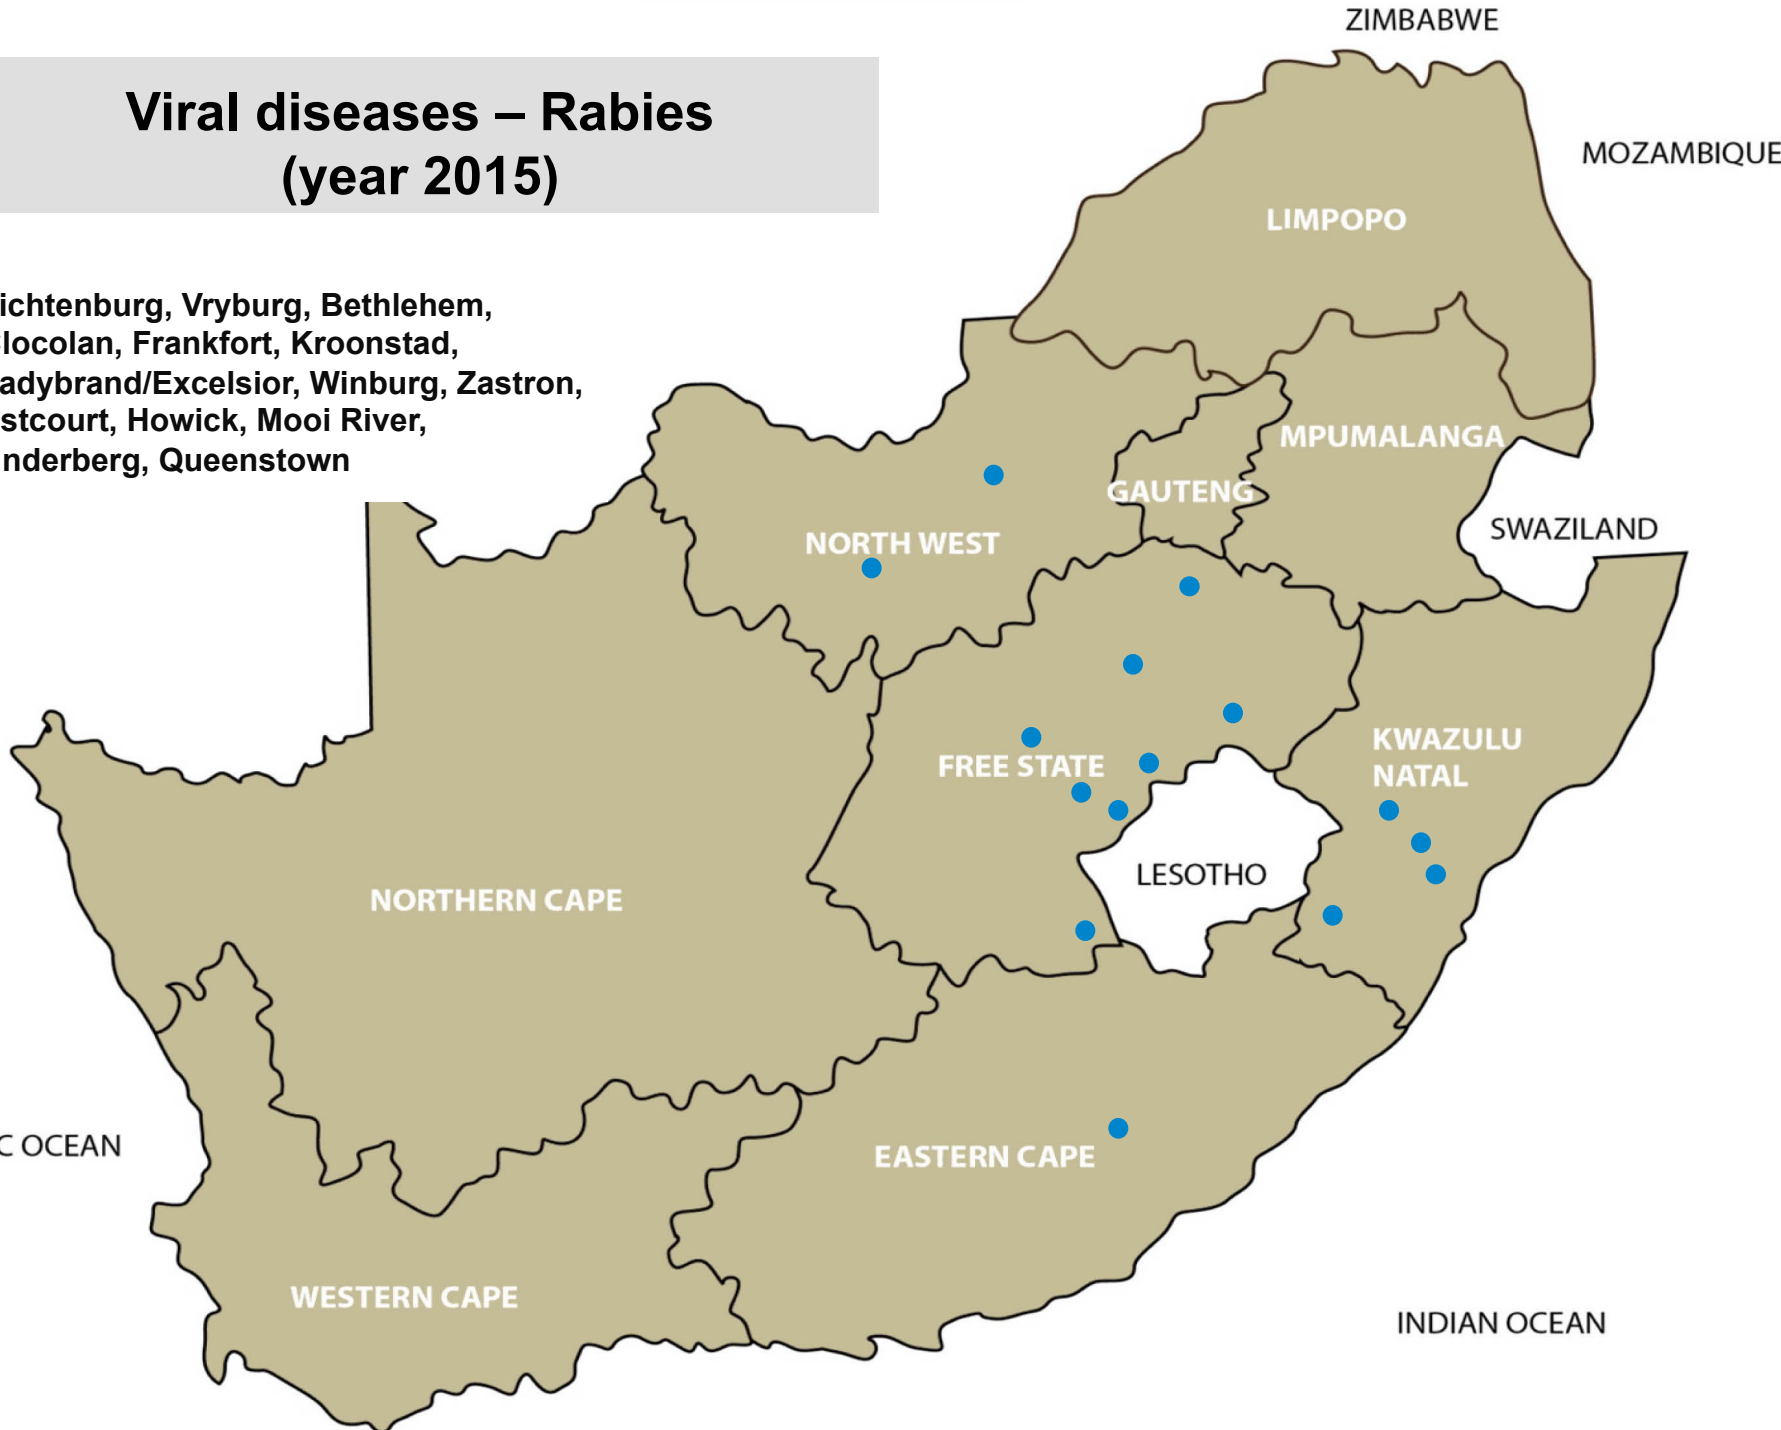 ZIMBABWE
Viral diseases – Rabies
(year 2015)
MOZAMBIQUE
LIMPOPO
ichtenburg, Vryburg, Bethlehem,
locolan, Frankfort, Kroonstad,
adybrand/Excelsior, Winburg, Zastron,
stcourt, Howick, Mooi River,
nderberg, Queenstown
MPUMALANGA
GAUTENG
SWAZILAND
NORTH WEST
KWAZULU
NATAL
FREE STATE
LESOTHO
NORTHERN CAPE
C OCEAN
EASTERN CAPE
WESTERN CAPE
INDIAN OCEAN